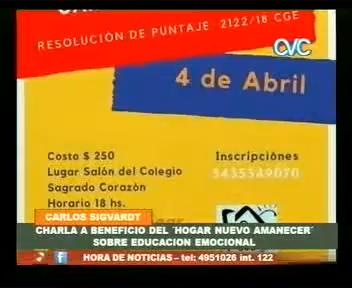 RESOLUCIÓN DE PUNTAJE 2122/18 CGE
CVC
4 de Abril
Costo $ 250
Lugar Salón del Colegio
Sagrado Corazón
Horario 18 hs.
Inscripciónes
3435349070
CARLOS SIGVARDT
CHARLA A BENEFICIO DEL ´HOGAR NUEVO AMANECER´
SOBRE EDUCACION EMOCIONAL
HORA DE NOTICIAS – tel: 4951026 int. 122